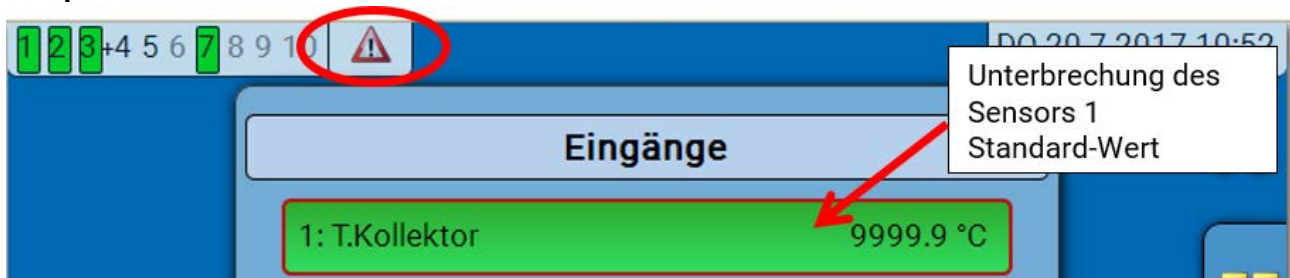 1 2 3+4 5 6 7 8 9 10
DO 20.7.2017 10:52
Unterbrechung des
Sensors 1
Standard-Wert
Eingänge
1: T.Kollektor 9999.9 °C